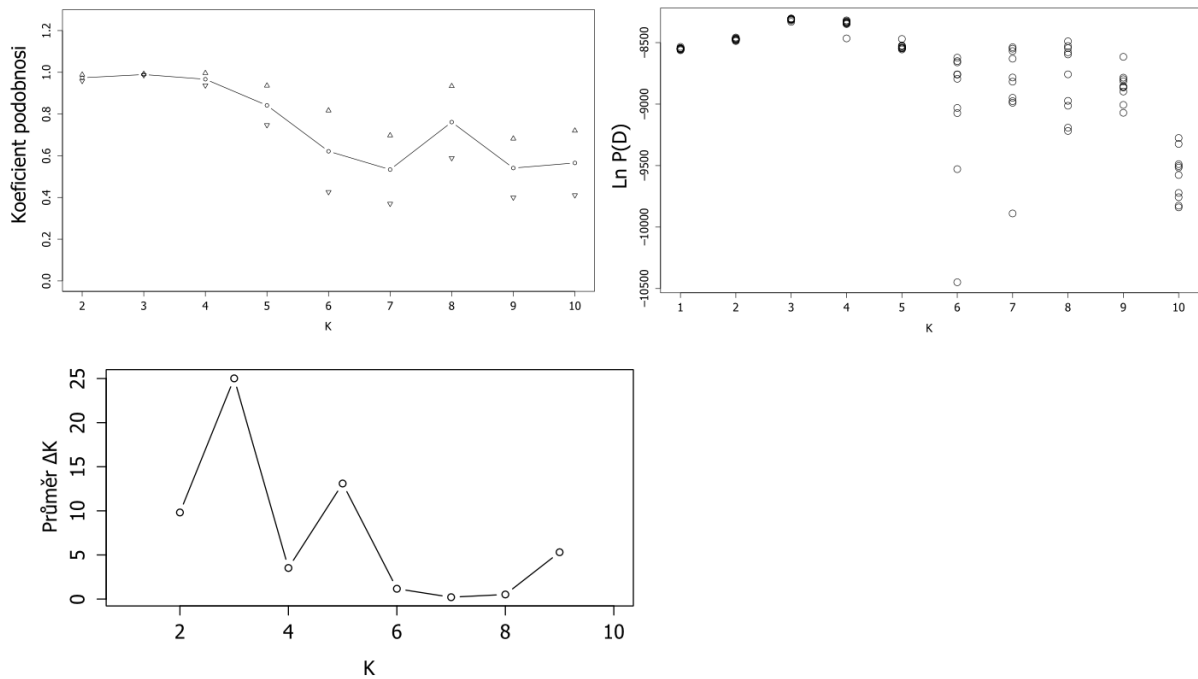 Koeficient podobnosi
1.2
1.0
0.8
0.6
0.4
0.2
0.0
2 3 4 5 6 7 8 9 10
K
Ln P(D)
−8500
−9000
−9500
−10000
−10500
1 2 3 4 5 6 7 8 9 10
K
Průměr ΔK
25
20
15
10
5
0
2 4 6 8 10
K